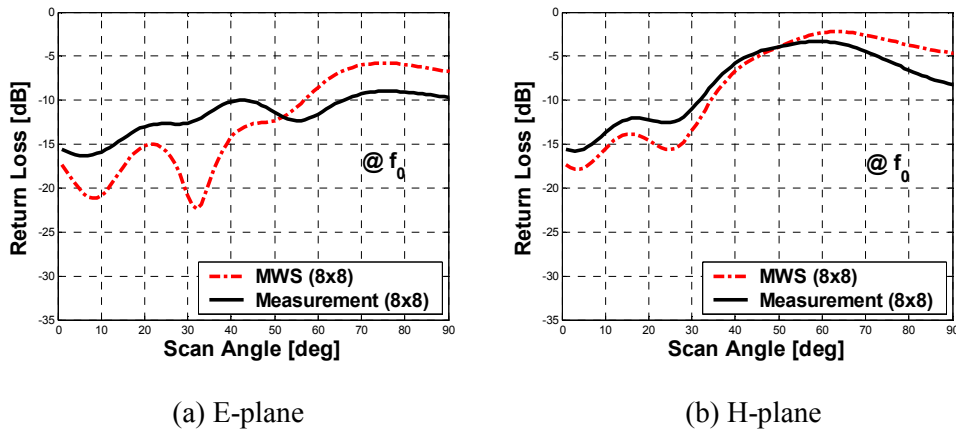 0
-5
-10
-15
-20
-25
-30
-35
Return Loss [dB]
@ f0
MWS (8x8)
Measurement (8x8)
0 10 20 30 40 50 60 70 80 90
Scan Angle [deg]
(a) E-plane
0
-5
-10
-15
-20
-25
-30
-35
Return Loss [dB]
@ f0
MWS (8x8)
Measurement (8x8)
0 10 20 30 40 50 60 70 80 90
Scan Angle [deg]
(b) H-plane